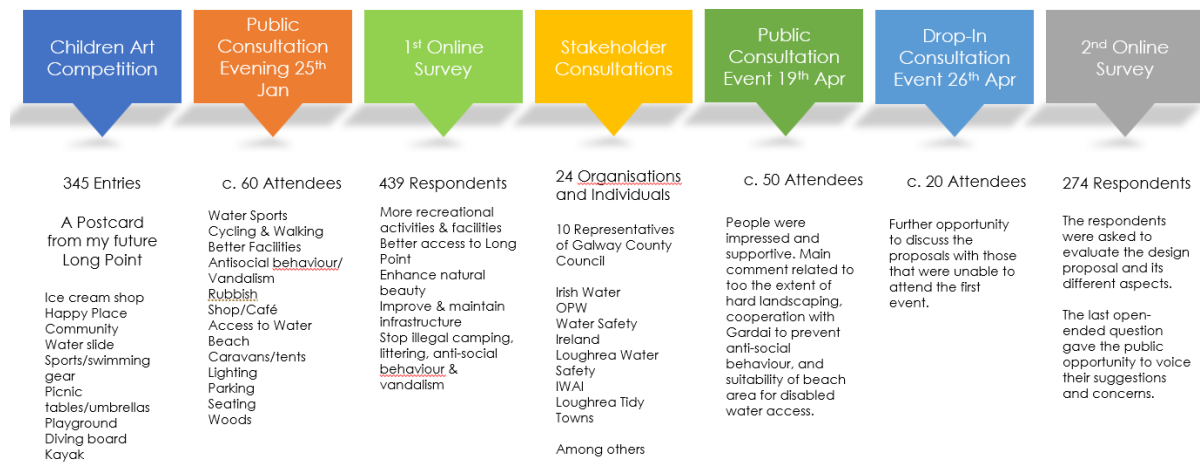 Children Art
Competition
345 Entries
A Postcard
from my future
Long Point
Ice cream shop
Happy Place
Community
Water slide
Sports/swimming
gear
Picnic
tables/umbrellas
Playground
Diving board
Kayak
Public
Consultation
Evening 25th
Jan
c. 60 Attendees
Water Sports
Cycling & Walking
Better Facilities
Antisocial behaviour/
Vandalism
Rubbish
Shop/Café
Access to Water
Beach
Caravans/tents
Lighting
Parking
Seating
Woods
1st Online
Survey
439 Respondents
More recreational
activities & facilities
Better access to Long
Point
Enhance natural
beauty
Improve & maintain
infrastructure
Stop illegal camping,
littering, anti-social
behaviour &
vandalism
Stakeholder
Consultations
24 Organisations
and Individuals
10 Representatives
of Galway County
Council
Irish Water
OPW
Water Safety
Ireland
Loughrea Water
Safety
IWAI
Loughrea Tidy
Towns
Among others
Public
Consultation
Event 19th Apr
c. 50 Attendees
People were
impressed and
supportive. Main
comment related to
too the extent of
hard landscaping,
cooperation with
Gardai to prevent
anti-social
behaviour, and
suitability of beach
area for disabled
water access.
Drop-In
Consultation
Event 26th Apr
c. 20 Attendees
Further opportunity
to discuss the
proposals with those
that were unable to
attend the first
event.
2nd Online
Survey
274 Respondents
The respondents
were asked to
evaluate the design
proposal and its
different aspects.
The last open-
ended question
gave the public
opportunity to voice
their suggestions
and concerns.